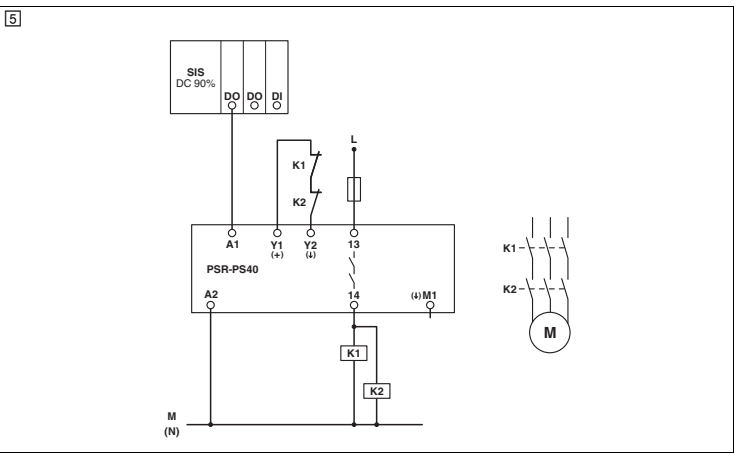 5
SIS
DC 90%
DO DO DI
L
K1
K2
A1 Y1 Y2 13
(+) (↓)
PSR-PS40
A2 14 (↓) M1
K1
K2
M
(N)
K1
K2
M